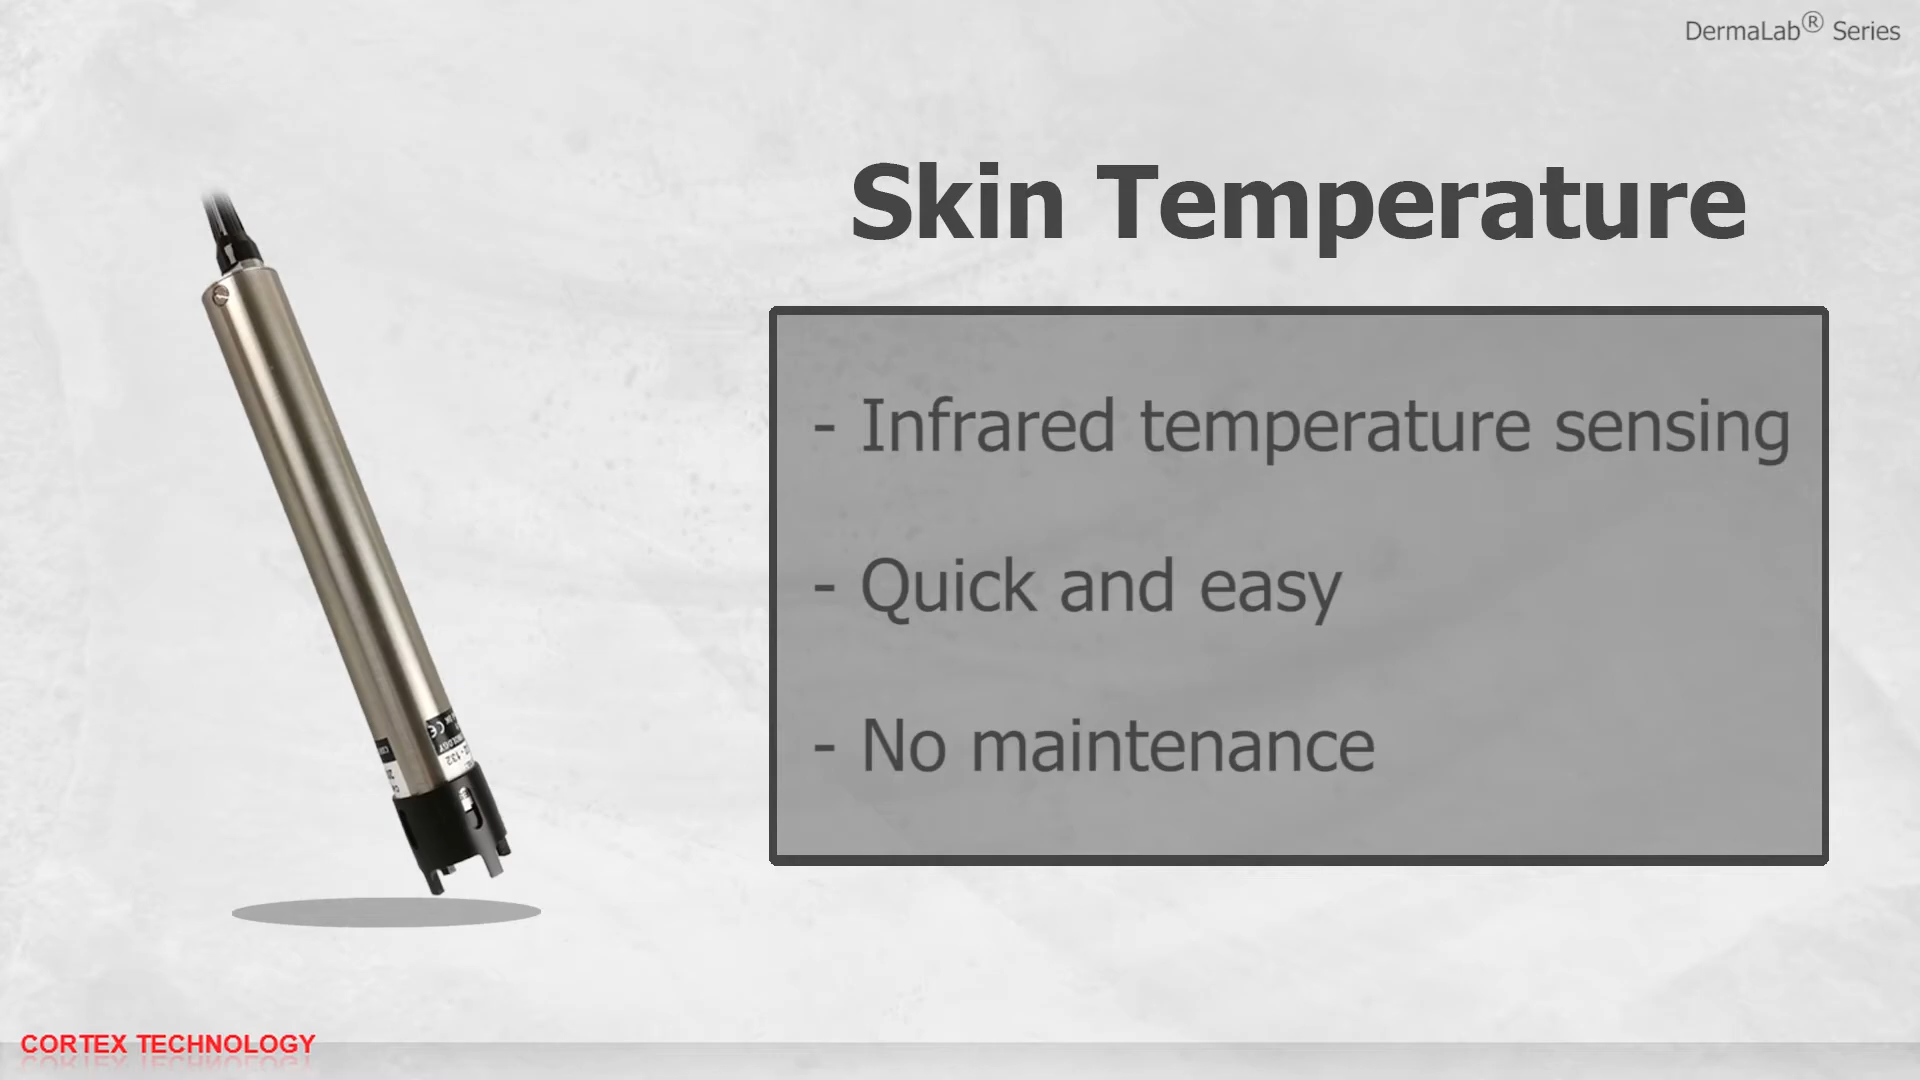 DermaLab® Series
Skin Temperature
- Infrared temperature sensing
- Quick and easy
- No maintenance
CORTEX TECHNOLOGY